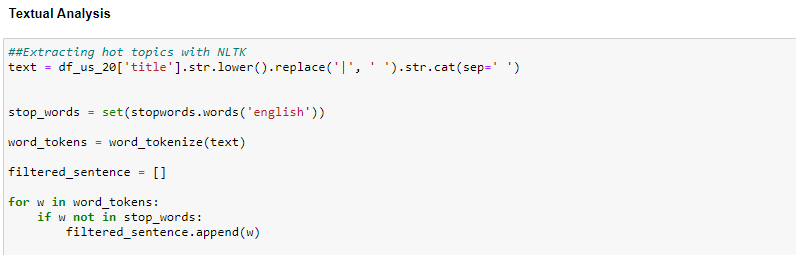 Textual Analysis
##Extracting hot topics with NLTK
text = df_us_20['title'].str.lower().replace('|', ' ').str.cat(sep=' ')
stop_words = set(stopwords.words('english'))
word_tokens = word_tokenize(text)
filtered_sentence = []
for w in word_tokens:
    if w not in stop_words:
        filtered_sentence.append(w)